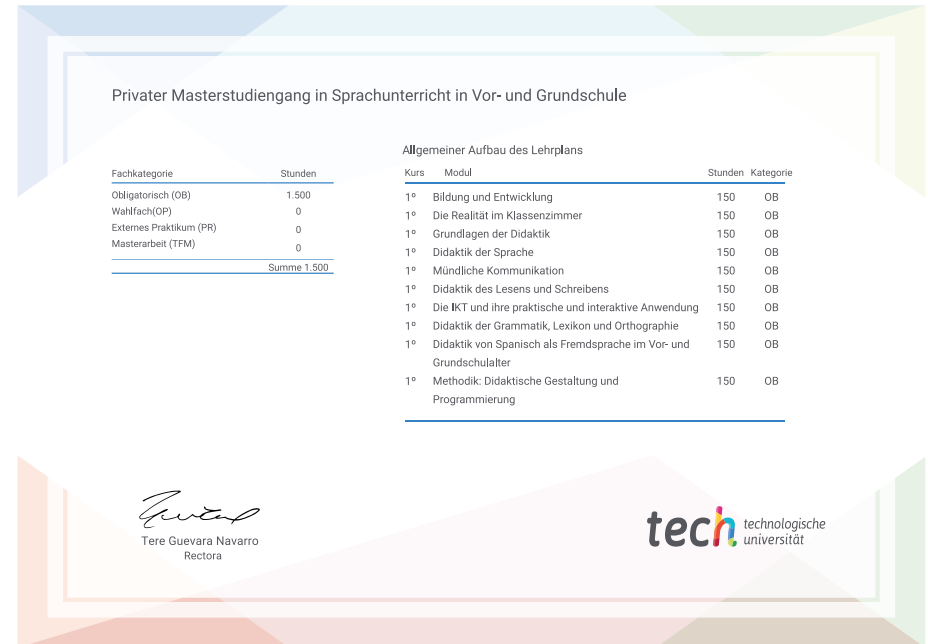 Privater Masterstudiengang in Sprachunterricht in Vor- und Grundschule
Fachkategorie Stunden
Obligatorisch (OB) 1.500
Wahlfach(OP) 0
Externes Praktikum (PR) 0
Masterarbeit (TFM) 0
Summe 1.500
Allgemeiner Aufbau des Lehrplans
Kurs Modul Stunden Kategorie
1º Bildung und Entwicklung 150 OB
1º Die Realität im Klassenzimmer 150 OB
1º Grundlagen der Didaktik 150 OB
1º Didaktik der Sprache 150 OB
1º Mündliche Kommunikation 150 OB
1º Didaktik des Lesens und Schreibens 150 OB
1º Die IKT und ihre praktische und interaktive Anwendung 150 OB
1º Didaktik der Grammatik, Lexikon und Orthographie 150 OB
1º Didaktik von Spanisch als Fremdsprache im Vor- und 150 OB
Grundschulalter
1º Methodik: Didaktische Gestaltung und 150 OB
Programmierung
Tere Guevara Navarro
Rectora
tech technologische
universität